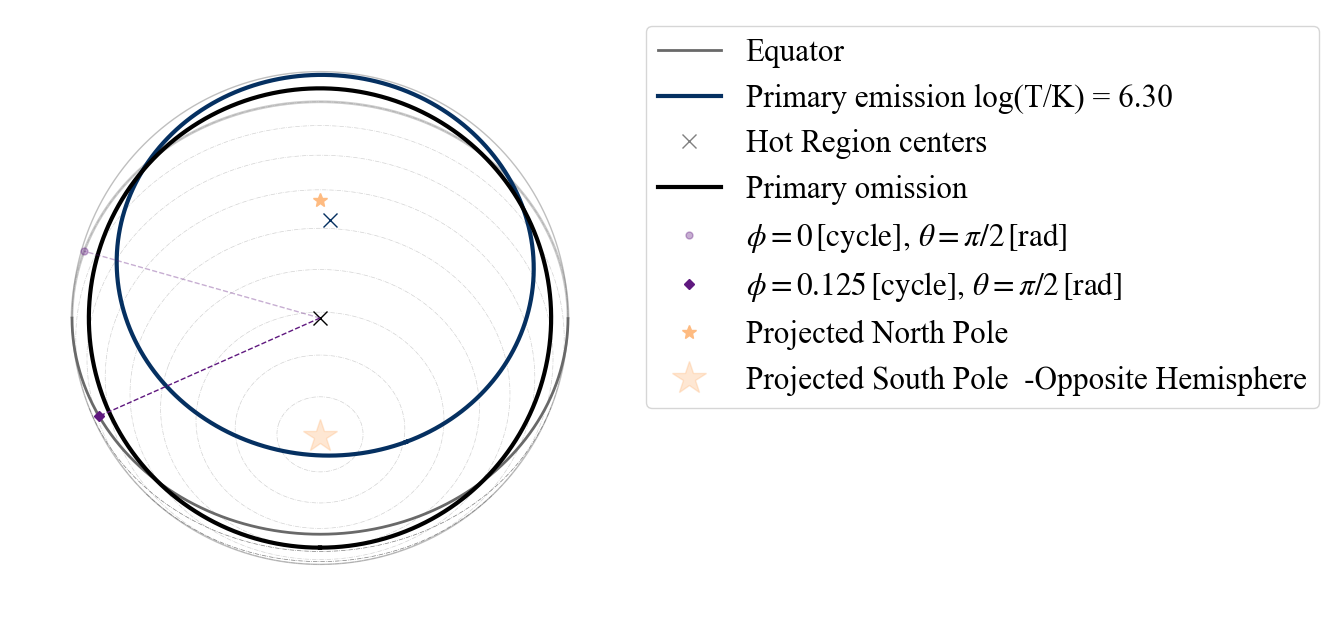 Equator
Primary emission log(T/K) = 6.30
Hot Region centers
Primary omission
ϕ = 0 [cycle], θ = π/2 [rad]
ϕ = 0.125 [cycle], θ = π/2 [rad]
Projected North Pole
Projected South Pole -Opposite Hemisphere